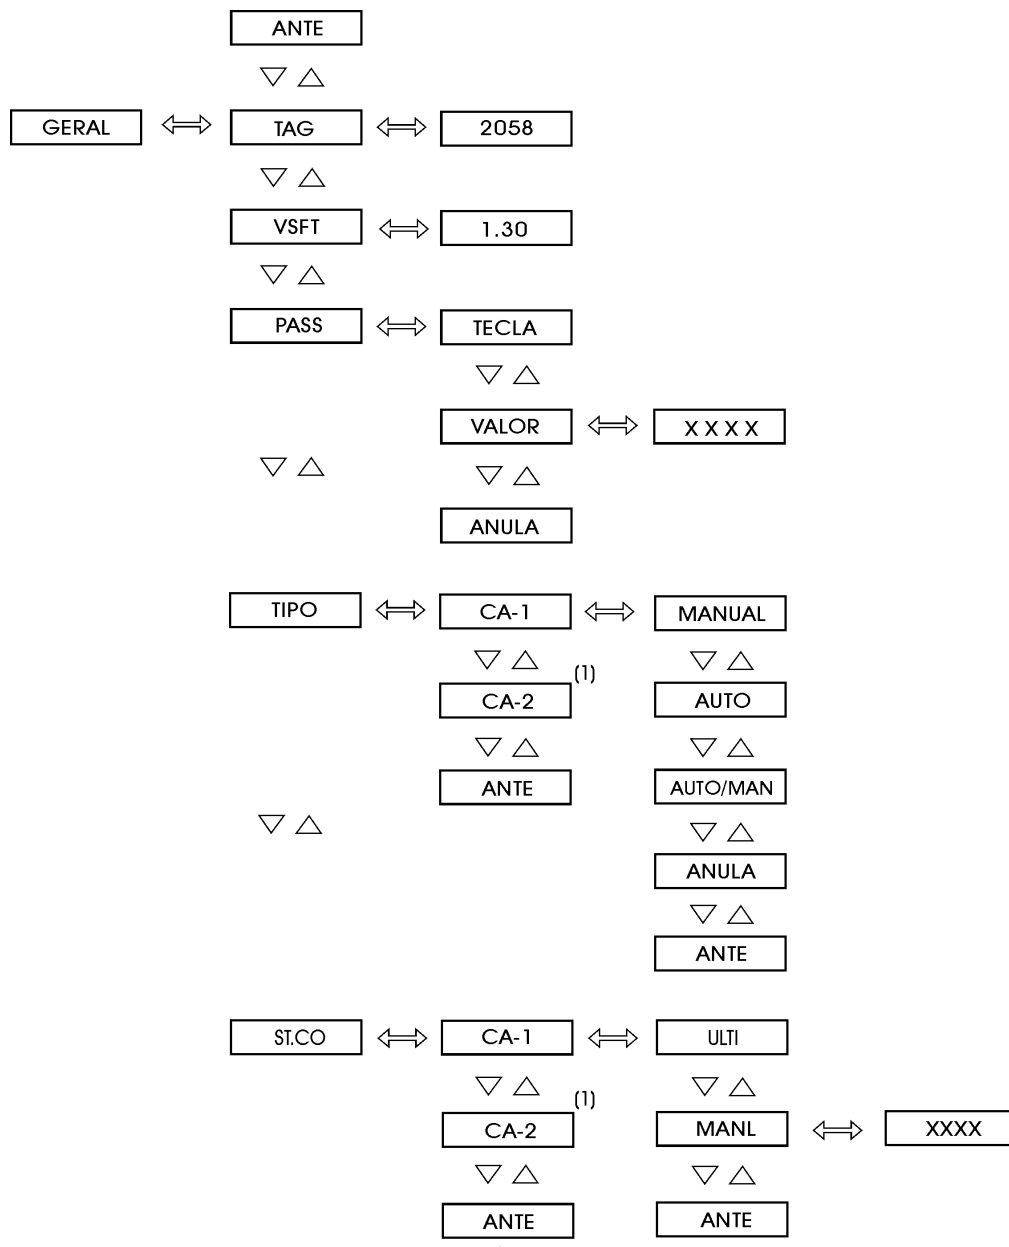 ANTE
GERAL
TAG
2058
VSFT
1.30
PASS
TECLA
VALOR
X X X X
ANULA
TIPO
CA-1
MANUAL
(1)
CA-2
AUTO
ANTE
AUTO/MAN
ANULA
ANTE
ST.CO
CA-1
ULTI
(1)
CA-2
MANL
XXXX
ANTE
ANTE